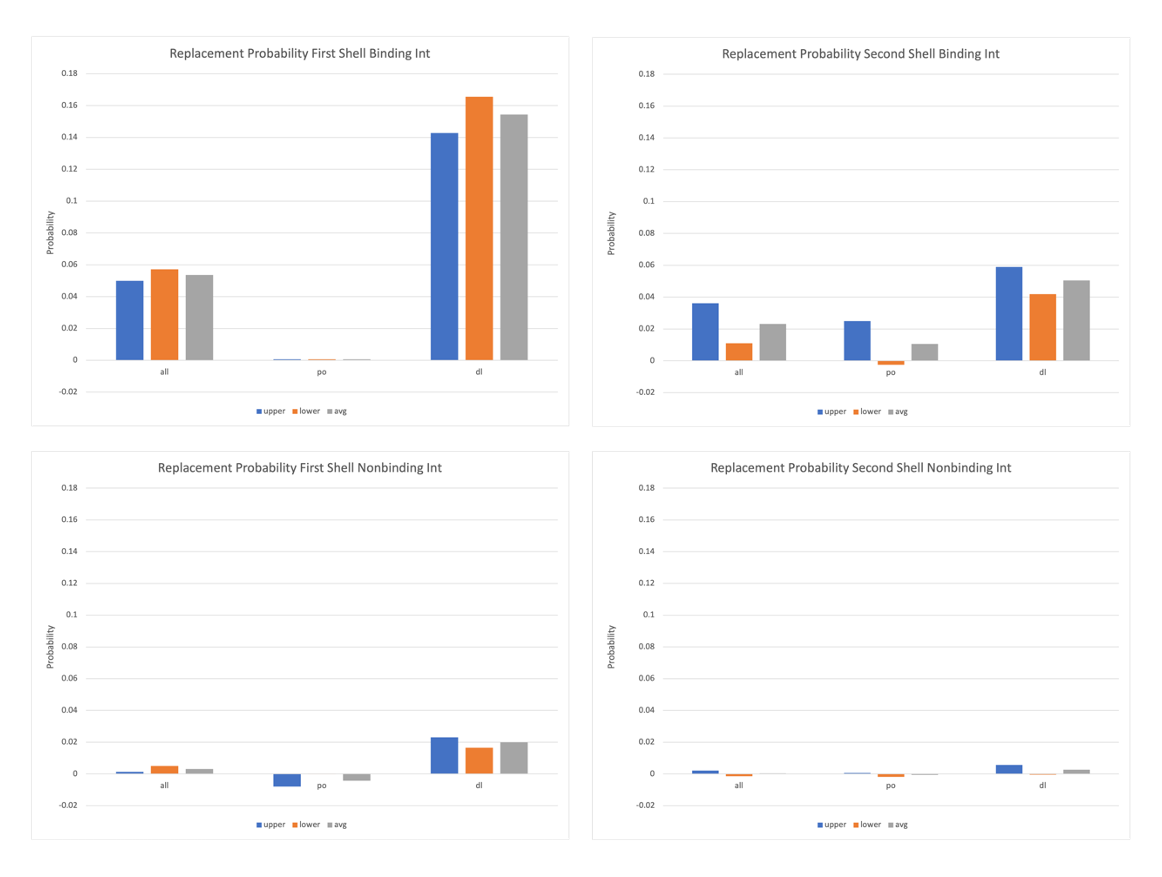 Replacement Probability First Shell Binding Int
0.18
0.16
0.14
0.12
0.1
0.08
0.06
0.04
0.02
0
-0.02
Probability
all
po
dl
upper lower avg
Replacement Probability Second Shell Binding Int
0.18
0.16
0.14
0.12
0.1
0.08
0.06
0.04
0.02
0
-0.02
Probability
all
po
dl
upper lower avg
Replacement Probability First Shell Nonbinding Int
0.18
0.16
0.14
0.12
0.1
0.08
0.06
0.04
0.02
0
-0.02
Probability
all
po
dl
upper lower avg
Replacement Probability Second Shell Nonbinding Int
0.18
0.16
0.14
0.12
0.1
0.08
0.06
0.04
0.02
0
-0.02
Probability
all
po
dl
upper lower avg